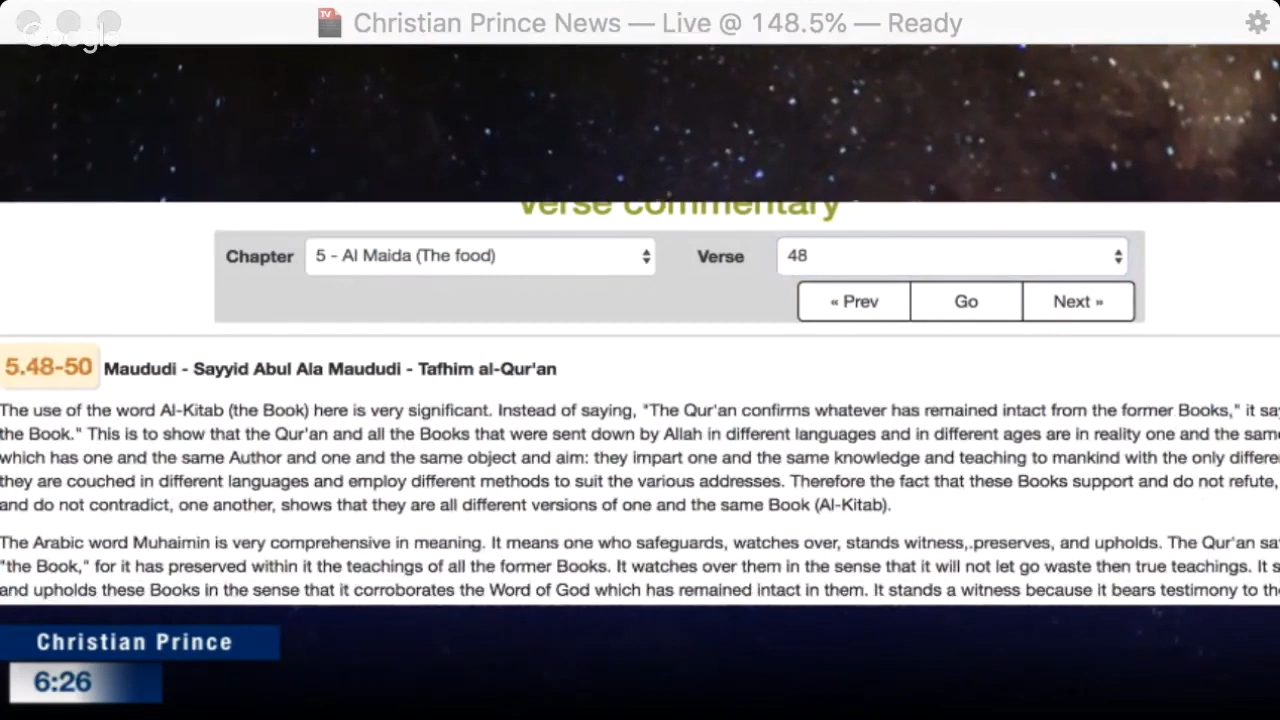 Christian Prince News — Live @ 148.5% — Ready
Google
TV
Verse commentary
Chapter 5 - Al Maida (The food) Verse 48
« Prev Go Next »
5.48-50 Maududi - Sayyid Abul Ala Maududi - Tafhim al-Qur'an
The use of the word Al-Kitab (the Book) here is very significant. Instead of saying, "The Qur'an confirms whatever has remained intact from the former Books," it
the Book." This is to show that the Qur'an and all the Books that were sent down by Allah in different languages and in different ages are in reality one and the
which has one and the same Author and one and the same object and aim: they impart one and the same knowledge and teaching to mankind with the only
they are couched in different languages and employ different methods to suit the various addresses. Therefore the fact that these Books support and do not refute,
and do not contradict, one another, shows that they are all different versions of one and the same Book (Al-Kitab).
The Arabic word Muhaimin is very comprehensive in meaning. It means one who safeguards, watches over, stands witness,.preserves, and upholds. The Qur'an
"the Book," for it has preserved within it the teachings of all the former Books. It watches over them in the sense that it will not let go waste then true teachings. It
and upholds these Books in the sense that it corroborates the Word of God which has remained intact in them. It stands a witness because it bears testimony to
Christian Prince
6:26